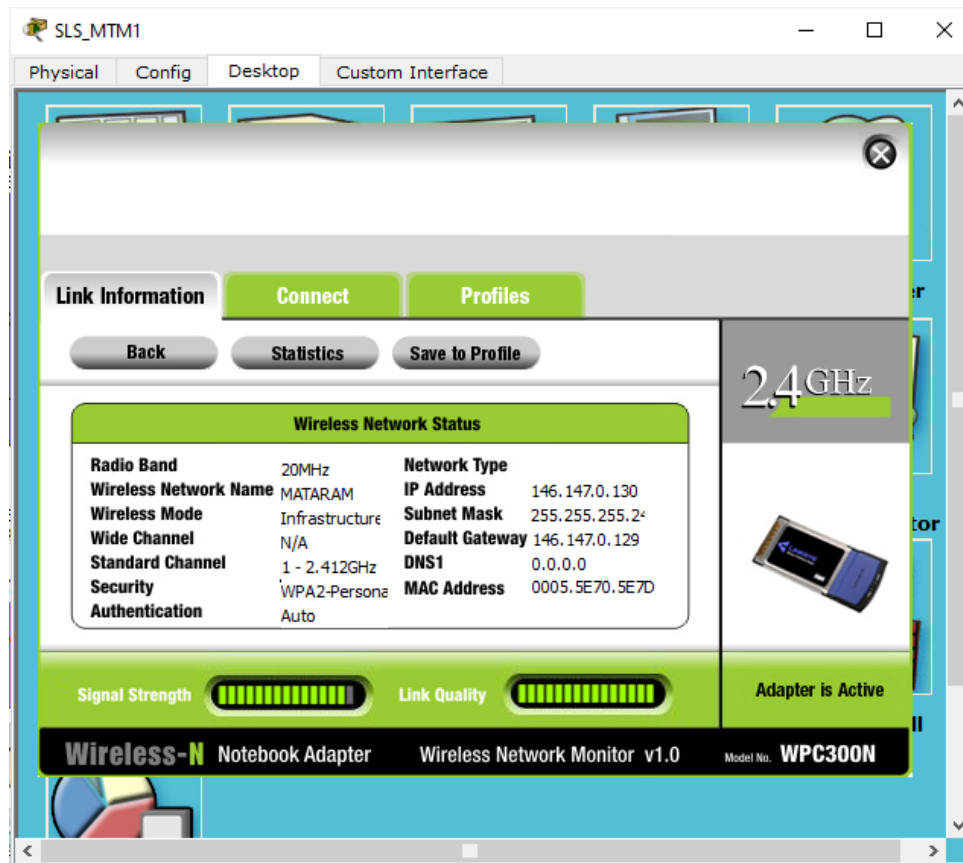 SLS_MTM1
Physical Config Desktop Custom Interface
Link Information Connect Profiles
Back Statistics Save to Profile
2.4GHz
Wireless Network Status
Radio Band 20MHz Network Type
Wireless Network Name MATARAM IP Address 146.147.0.130
Wireless Mode Infrastructure Subnet Mask 255.255.255.24
Wide Channel N/A Default Gateway 146.147.0.129
Standard Channel 1 - 2.412GHz DNS1 0.0.0.0
Security WPA2-Persona MAC Address 0005.5E70.5E7D
Authentication Auto
Signal Strength Link Quality Adapter is Active
Wireless-N Notebook Adapter Wireless Network Monitor v1.0 Model No. WPC300N